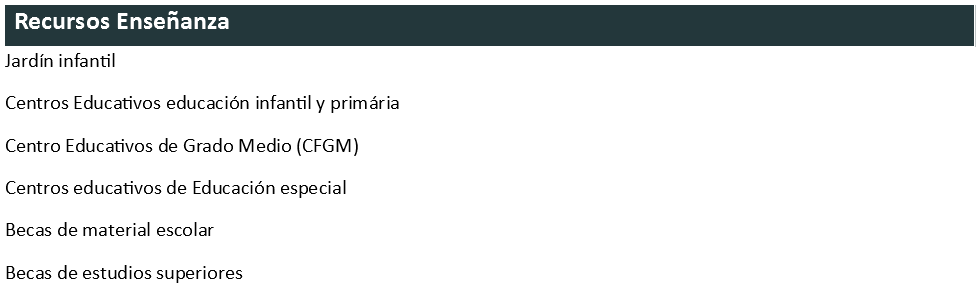 Recursos Enseñanza
Jardín infantil
Centros Educativos educación infantil y primária
Centro Educativos de Grado Medio (CFGM)
Centros educativos de Educación especial
Becas de material escolar
Becas de estudios superiores